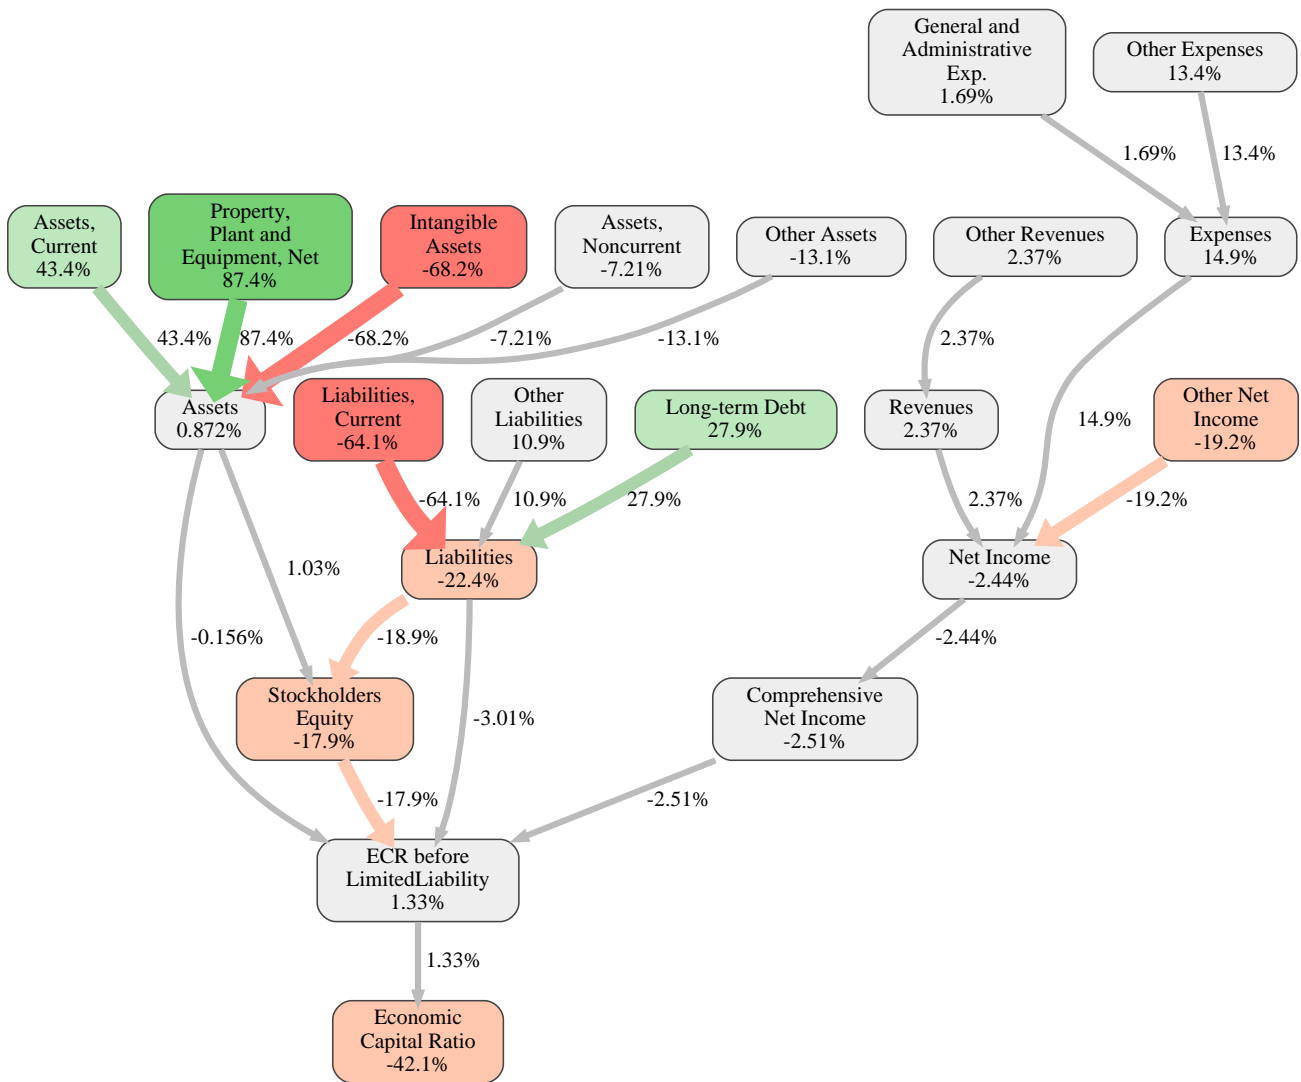 General and
Administrative
Exp.
1.69%
Other Expenses
13.4%
1.69%
13.4%
Assets,
Current
43.4%
Property,
Plant and
Equipment, Net
87.4%
Intangible
Assets
-68.2%
Assets,
Noncurrent
-7.21%
Other Assets
-13.1%
Other Revenues
2.37%
Expenses
14.9%
43.4%
87.4%
-68.2%
-7.21%
-13.1%
2.37%
Assets
0.872%
Liabilities,
Current
-64.1%
Other
Liabilities
10.9%
Long-term Debt
27.9%
Revenues
2.37%
14.9%
Other Net
Income
-19.2%
-64.1%
10.9%
27.9%
2.37%
-19.2%
Liabilities
-22.4%
Net Income
-2.44%
1.03%
-0.156%
-18.9%
-2.44%
Stockholders
Equity
-17.9%
-3.01%
Comprehensive
Net Income
-2.51%
-17.9%
-2.51%
ECR before
LimitedLiability
1.33%
1.33%
Economic
Capital Ratio
-42.1%